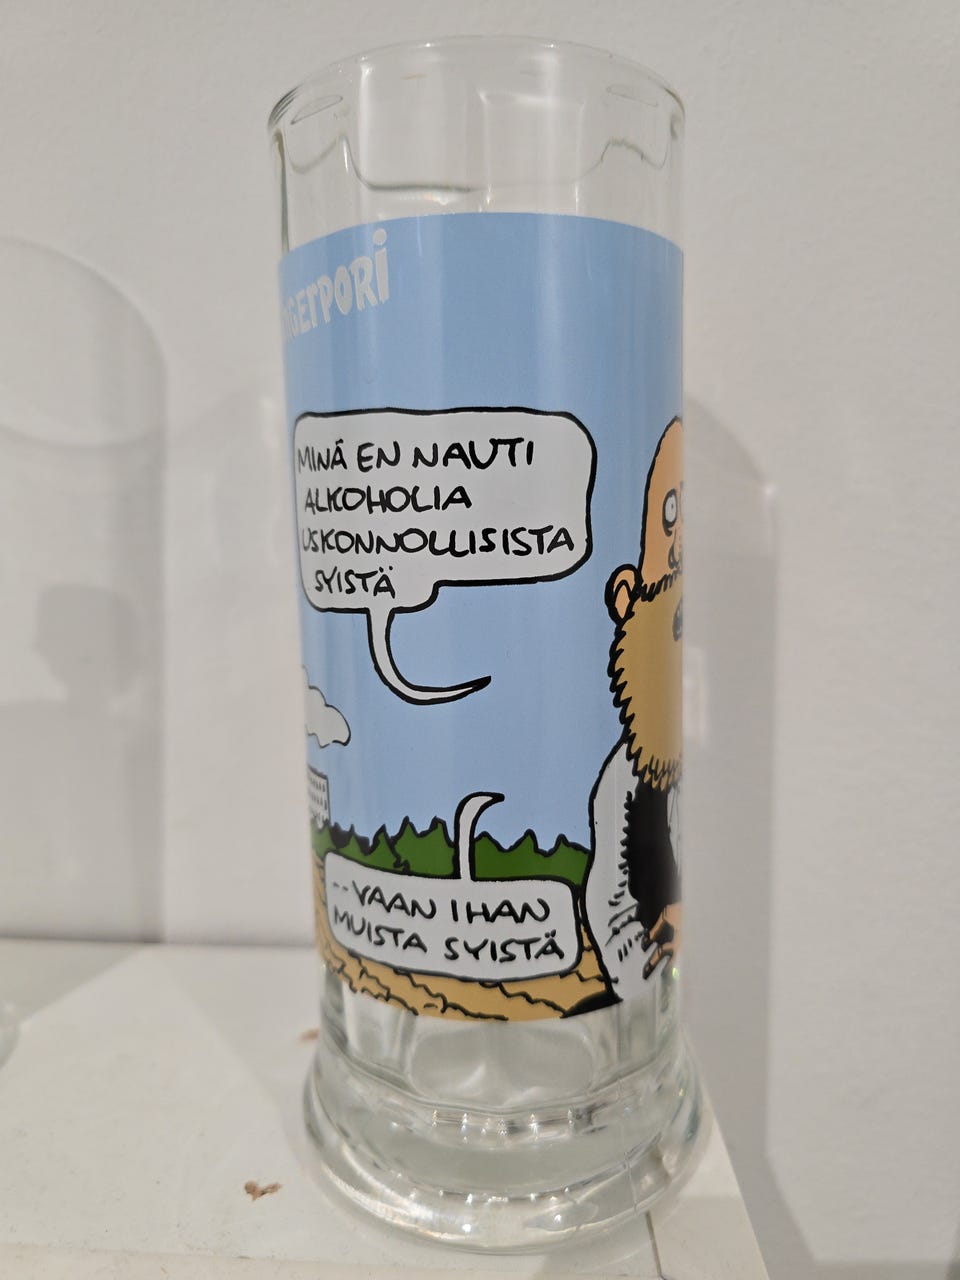 MINÄ EN NAUTI
ALKOHOLIA
USKONNOLLISISTA
SYISTÄ
-- VAAN IHAN
MUISTA SYISTÄ